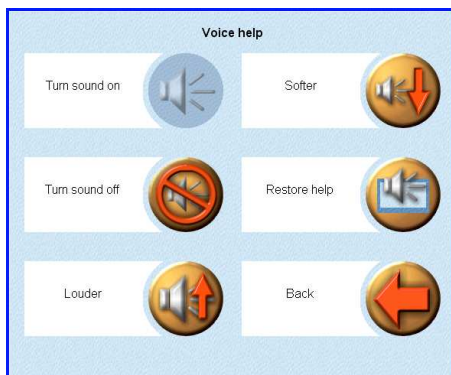 Voice help
Turn sound on
Softer
Turn sound off
Restore help
Louder
Back